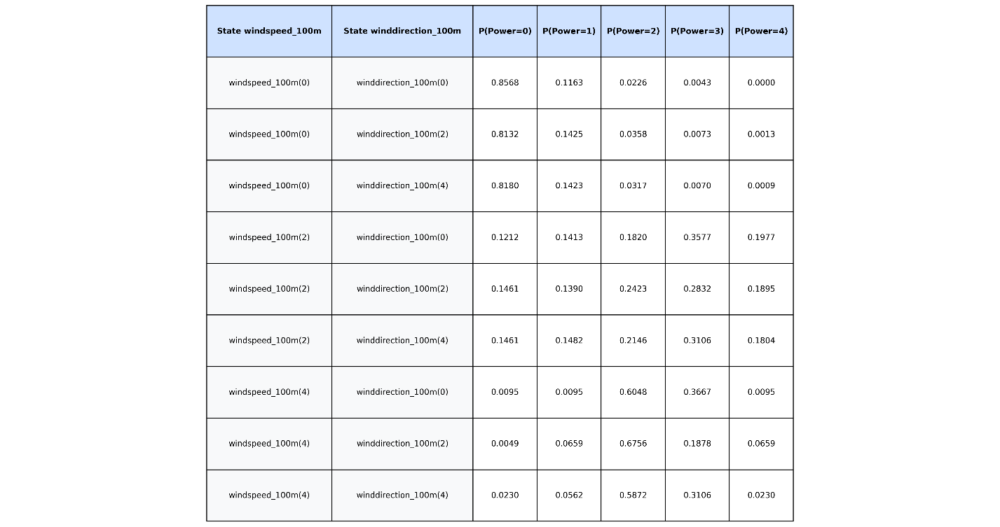 State windspeed_100m State winddirection_100m P(Power=0) P(Power=1) P(Power=2) P(Power=3) P(Power=4)
windspeed_100m(0) winddirection_100m(0) 0.8568 0.1163 0.0226 0.0043 0.0000
windspeed_100m(0) winddirection_100m(2) 0.8132 0.1425 0.0358 0.0073 0.0013
windspeed_100m(0) winddirection_100m(4) 0.8180 0.1423 0.0317 0.0070 0.0009
windspeed_100m(2) winddirection_100m(0) 0.1212 0.1413 0.1820 0.3577 0.1977
windspeed_100m(2) winddirection_100m(2) 0.1461 0.1390 0.2423 0.2832 0.1895
windspeed_100m(2) winddirection_100m(4) 0.1461 0.1482 0.2146 0.3106 0.1804
windspeed_100m(4) winddirection_100m(0) 0.0095 0.0095 0.6048 0.3667 0.0095
windspeed_100m(4) winddirection_100m(2) 0.0049 0.0659 0.6756 0.1878 0.0659
windspeed_100m(4) winddirection_100m(4) 0.0230 0.0562 0.5872 0.3106 0.0230